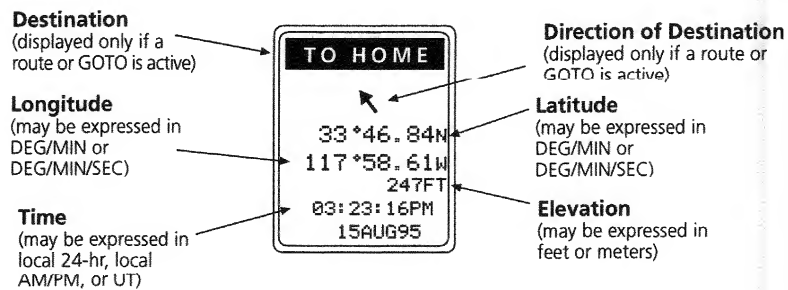 Destination
(displayed only if a
route or GOTO is active)
Longitude
(may be expressed in
DEG/MIN or
DEG/MIN/SEC)
Time
(may be expressed in
local 24-hr, local
AM/PM, or UT)
TO HOME
33°46.84N
117°58.61W
247FT
03:23:16PM
15AUG95
Direction of Destination
(displayed only if a route or
GOTO is active)
Latitude
(may be expressed in
DEG/MIN or
DEG/MIN/SEC)
Elevation
(may be expressed in
feet or meters)